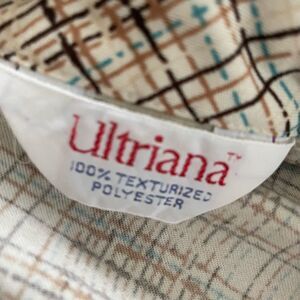 Ultriana™
100% TEXTURIZED
POLYESTER